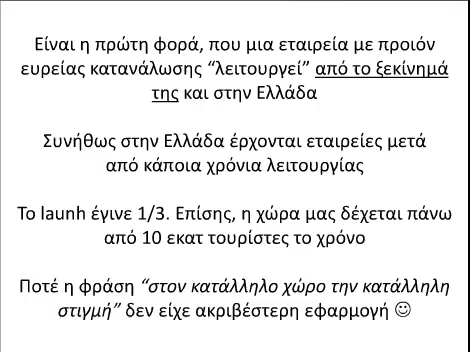 Είναι η πρώτη φορά, που μια εταιρεία με προιόν
ευρείας κατανάλωσης “λειτουργεί” από το ξεκίνημά
της και στην Ελλάδα
Συνήθως στην Ελλάδα έρχονται εταιρείες μετά
από κάποια χρόνια λειτουργίας
Το launh έγινε 1/3. Επίσης, η χώρα μας δέχεται πάνω
από 10 εκατ τουρίστες το χρόνο
Ποτέ η φράση “στον κατάλληλο χώρο την κατάλληλη
στιγμή” δεν είχε ακριβέστερη εφαρμογή ☺